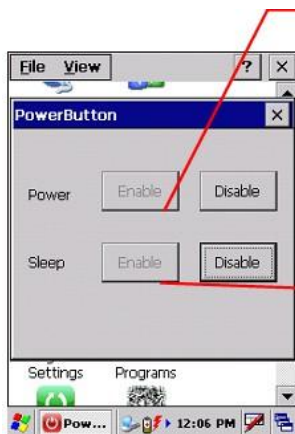 File View ? ×
PowerButton ×
Power Enable Disable
Sleep Enable Disable
Settings Programs
Pow... 12:06 PM